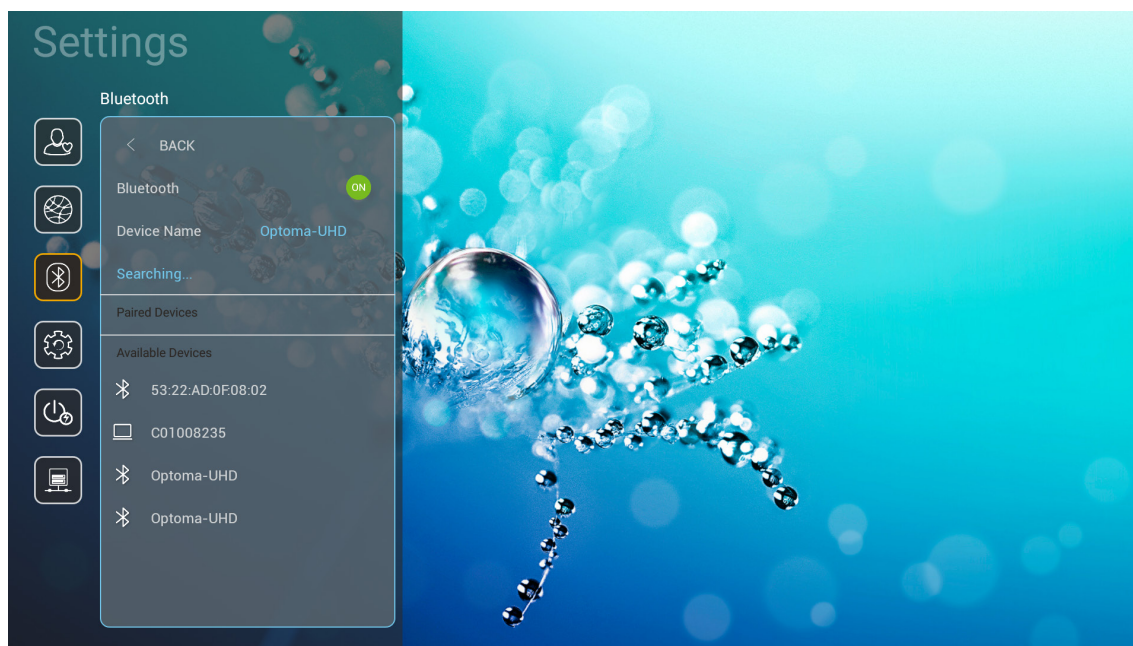 Settings
Bluetooth
BACK
Bluetooth ON
Device Name Optoma-UHD
Searching...
Paired Devices
Available Devices
53:22:AD:0F:08:02
C01008235
Optoma-UHD
Optoma-UHD